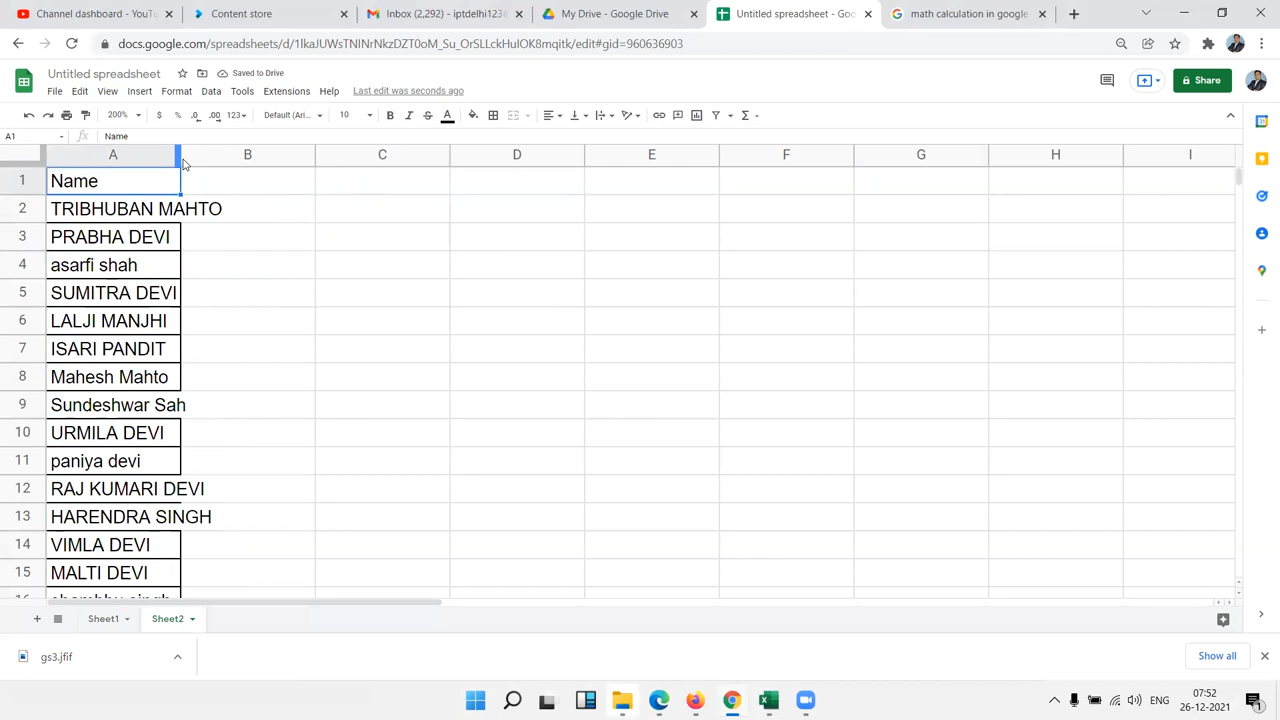 Channel dashboard - YouTu
Content store
Inbox (2,292) - iptdelhi123@
My Drive - Google Drive
Untitled spreadsheet - Goo
math calculation in google
docs.google.com/spreadsheets/d/1lkaJUWsTNINrNkzDZT0oM_Su_OrSLLckHuIOK9mqitk/edit#gid=960636903
Untitled spreadsheet
Saved to Drive
File Edit View Insert Format Data Tools Extensions Help Last edit was seconds ago
Share
200% $ % .0 .00 123 Default (Ari... 10
A1 fx Name
A B C D E F G H I
1 Name
2 TRIBHUBAN MAHTO
3 PRABHA DEVI
4 asarfi shah
5 SUMITRA DEVI
6 LALJI MANJHI
7 ISARI PANDIT
8 Mahesh Mahto
9 Sundeshwar Sah
10 URMILA DEVI
11 paniya devi
12 RAJ KUMARI DEVI
13 HARENDRA SINGH
14 VIMLA DEVI
15 MALTI DEVI
Sheet1 Sheet2
gs3.jfif
Show all
ENG
07:52
26-12-2021